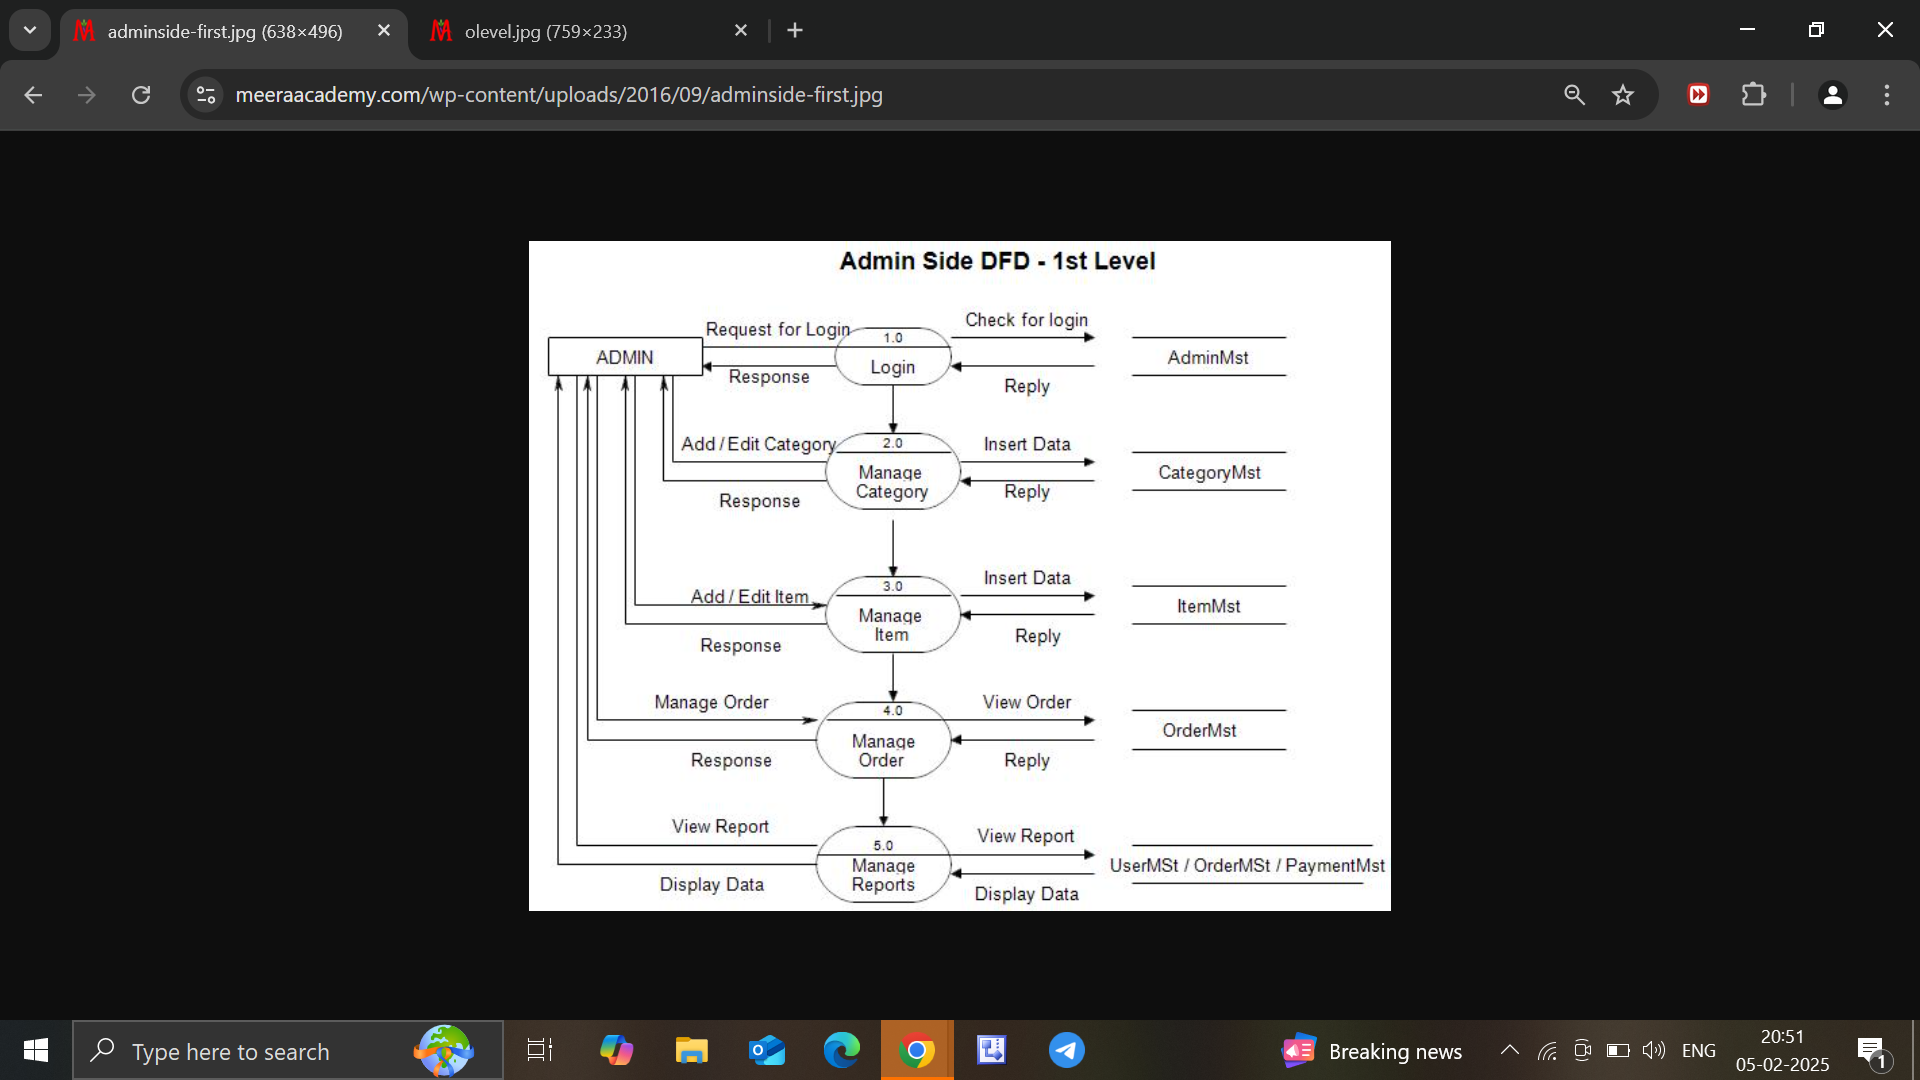 adminside-first.jpg (638×496)
olevel.jpg (759×233)
meeraacademy.com/wp-content/uploads/2016/09/adminside-first.jpg
Admin Side DFD - 1st Level
Request for Login
1.0
Check for login
ADMIN
Login
AdminMst
Response
Reply
Add / Edit Category
2.0
Insert Data
Manage
Category
CategoryMst
Response
Reply
Add / Edit Item
3.0
Insert Data
Manage
Item
ItemMst
Response
Reply
Manage Order
4.0
View Order
Manage
Order
OrderMst
Response
Reply
View Report
5.0
View Report
Manage
Reports
UserMSt / OrderMSt / PaymentMst
Display Data
Display Data
Type here to search
Breaking news
ENG
20:51
05-02-2025
1